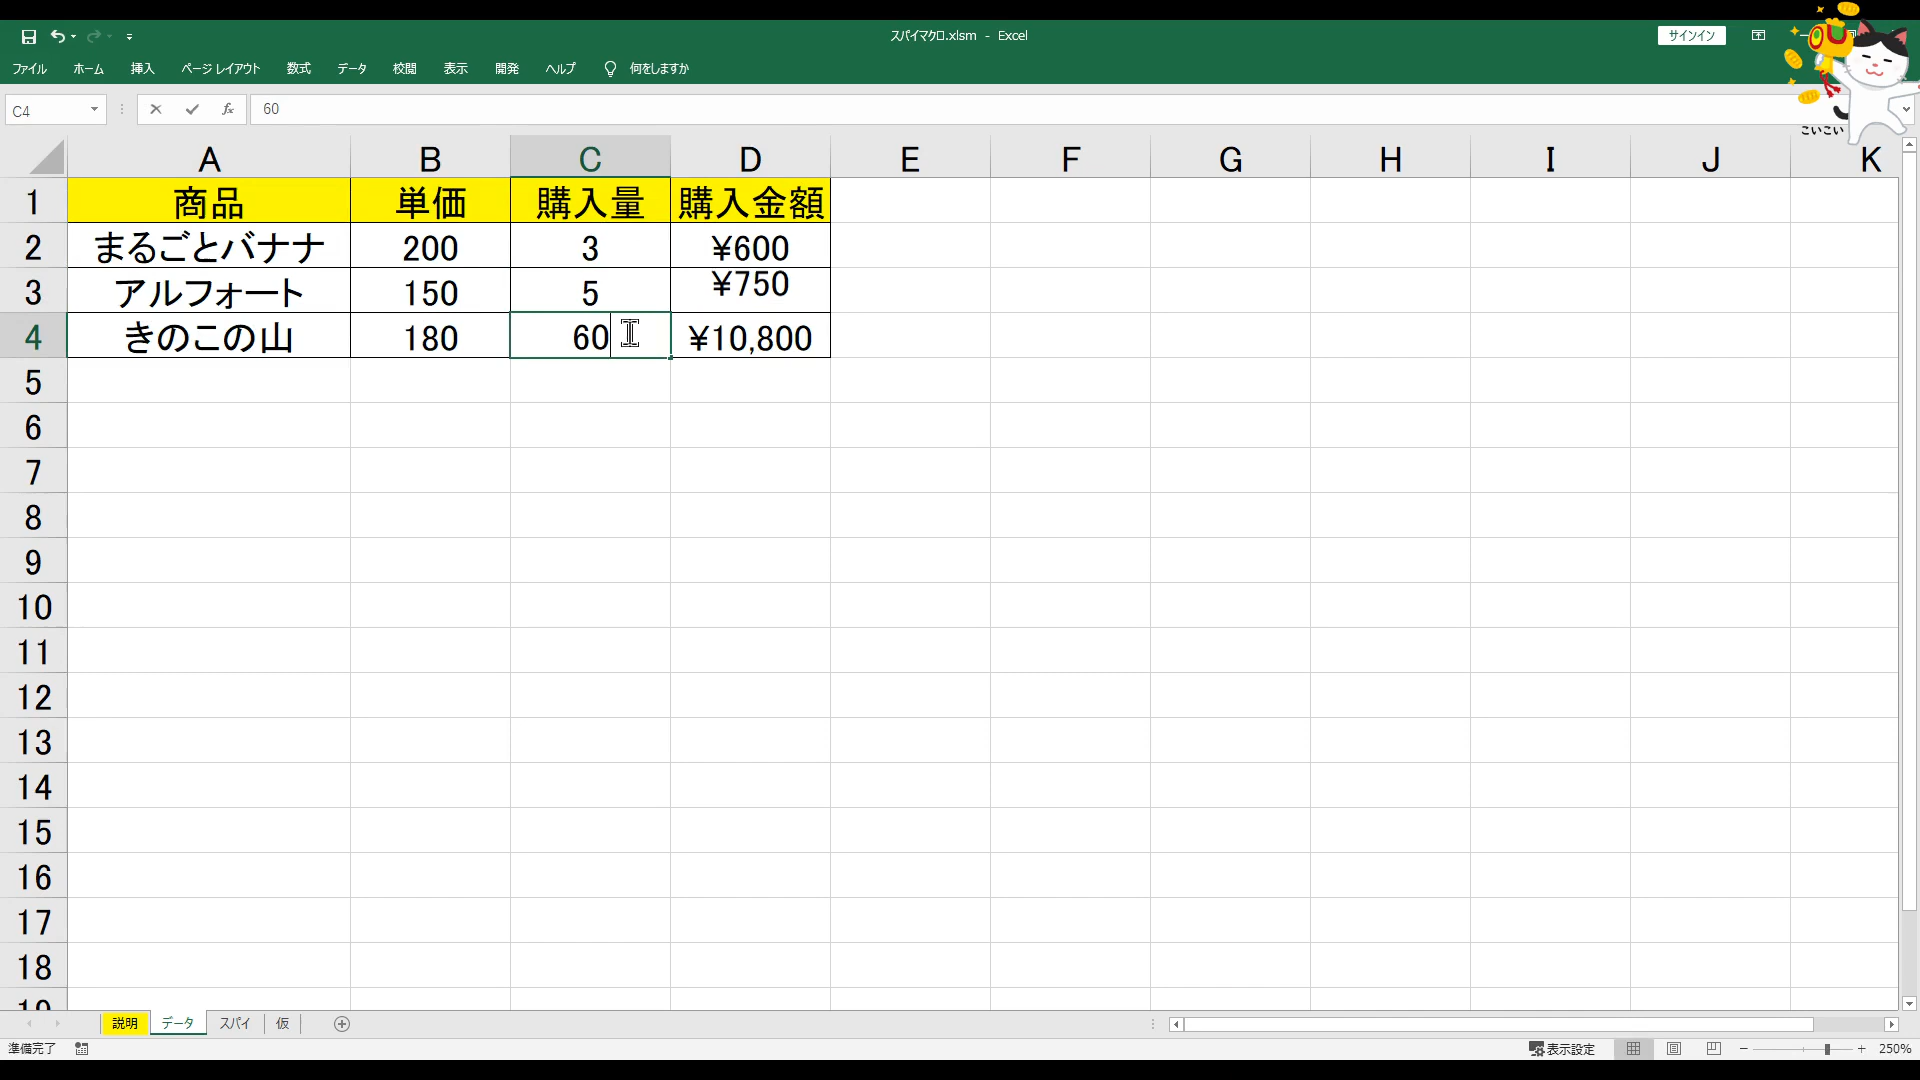 スパイマクロ.xlsm - Excel
サインイン
ファイル ホーム 挿入 ページ レイアウト 数式 データ 校閲 表示 開発 ヘルプ 何をしますか
C4 fx 60
こいこい
A B C D E F G H I J K
1 商品 単価 購入量 購入金額
2 まるごとバナナ 200 3 ¥600
3 アルフォート 150 5 ¥750
4 きのこの山 180 60 ¥10,800
5
6
7
8
9
10
11
12
13
14
15
16
17
18
19
説明 データ スパイ 仮
準備完了 表示設定 250%